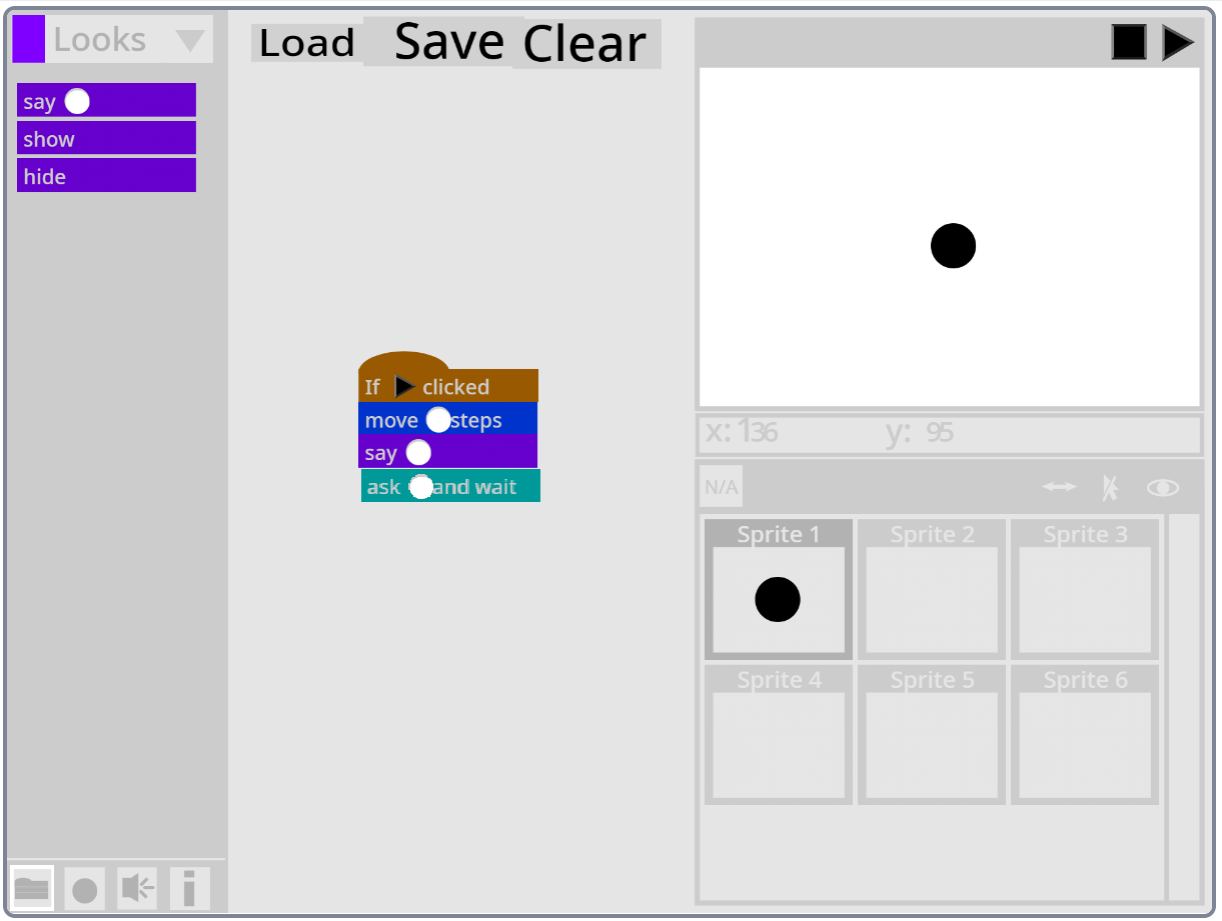 Looks
say
show
hide
Load Save Clear
If clicked
move steps
say
ask and wait
x: 136 y: 95
N/A
Sprite 1 Sprite 2 Sprite 3
Sprite 4 Sprite 5 Sprite 6
i